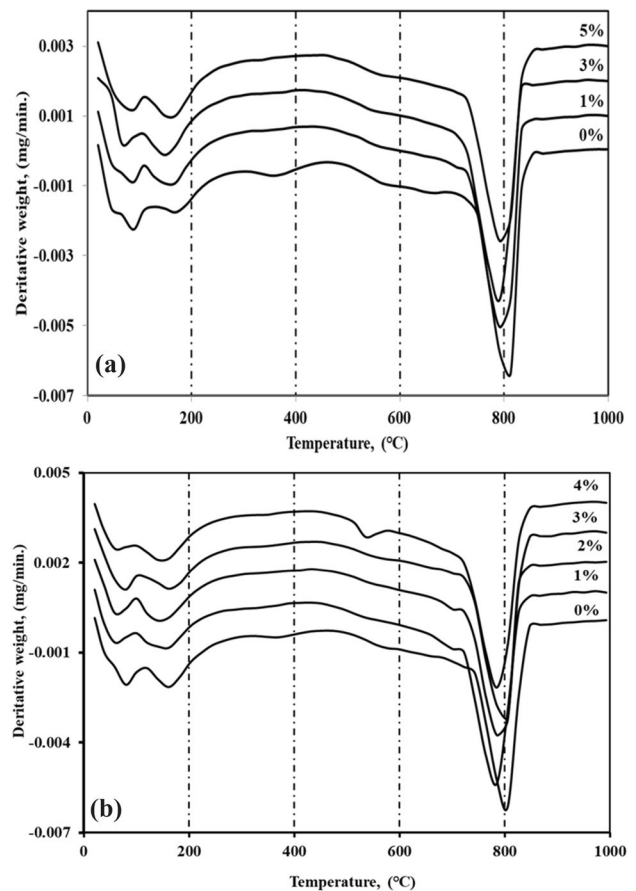 0.003
0.001
-0.001
-0.003
-0.005
-0.007
Deritative weight, (mg/min.)
5%
3%
1%
0%
(a)
0 200 400 600 800 1000
Temperature, (°C)
0.005
0.002
-0.001
-0.004
-0.007
Deritative weight, (mg/min.)
4%
3%
2%
1%
0%
(b)
0 200 400 600 800 1000
Temperature, (°C)